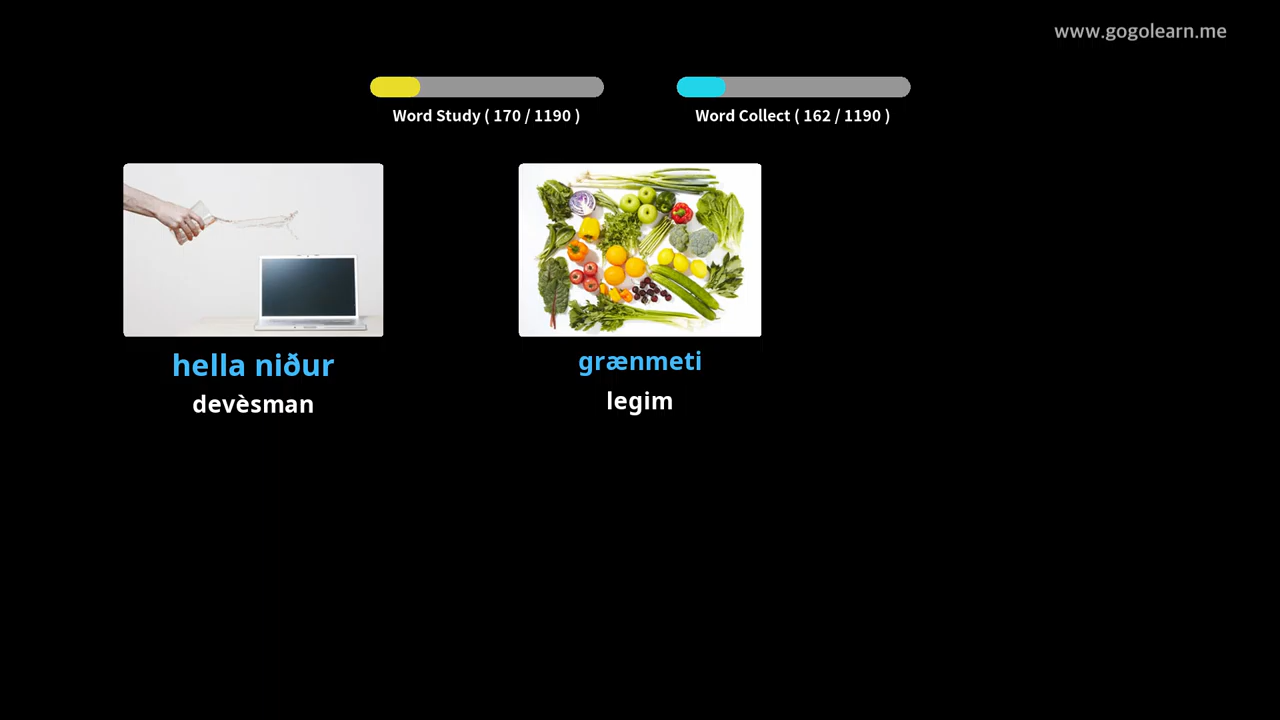 www.gogolearn.me
Word Study ( 170 / 1190 )
Word Collect ( 162 / 1190 )
hella niður
devèsman
grænmeti
legim